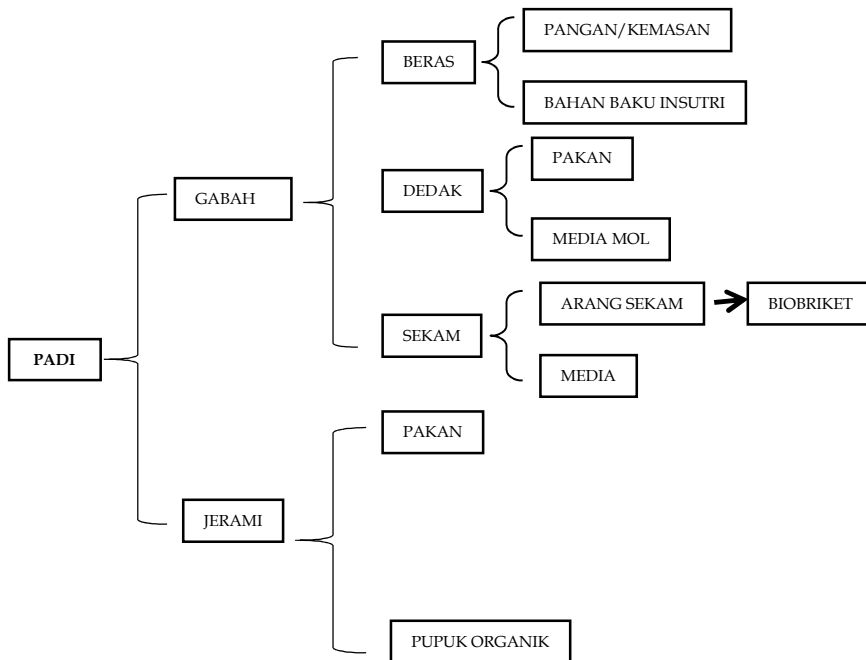 PADI
GABAH
BERAS
PANGAN/KEMASAN
BAHAN BAKU INSUTRI
DEDAK
PAKAN
MEDIA MOL
SEKAM
ARANG SEKAM
BIOBRIKET
MEDIA
JERAMI
PAKAN
PUPUK ORGANIK